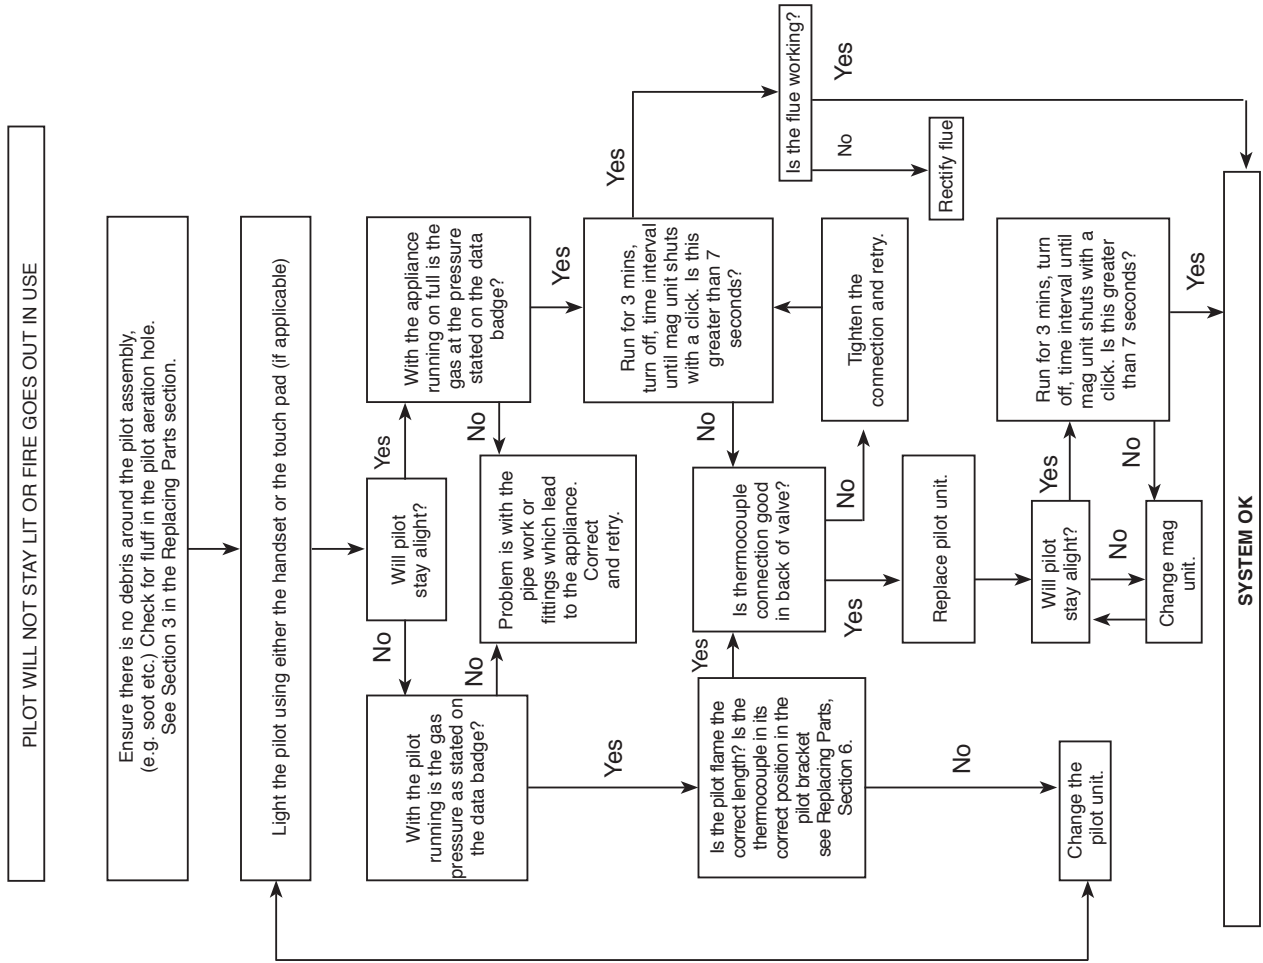 PILOT WILL NOT STAY LIT OR FIRE GOES OUT IN USE
Ensure there is no debris around the pilot assembly,
(e.g. soot etc.) Check for fluff in the pilot aeration hole.
See Section 3 in the Replacing Parts section.
Light the pilot using either the handset or the touch pad (if applicable)
Will pilot
stay alight?
No
Yes
With the pilot
running is the gas
pressure as stated on
the data badge?
No
Yes
Problem is with the
pipe work or
fittings which lead
to the appliance.
Correct
and retry.
With the appliance
running on full is the
gas at the pressure
stated on the data
badge?
No
Yes
Is the pilot flame the
correct length? Is the
thermocouple in its
correct position in the
pilot bracket
see Replacing Parts,
Section 6.
Yes
No
Is thermocouple
connection good
in back of valve?
Yes
No
Run for 3 mins,
turn off, time interval
until mag unit shuts
with a click. Is this
greater than 7
seconds?
No
Yes
Is the flue working?
No
Yes
Rectify flue
Tighten the
connection and retry.
Replace pilot unit.
Change the
pilot unit.
Will pilot
stay alight?
No
Yes
Change mag
unit.
Run for 3 mins, turn
off, time interval until
mag unit shuts with a
click. Is this greater
than 7 seconds?
No
Yes
SYSTEM OK